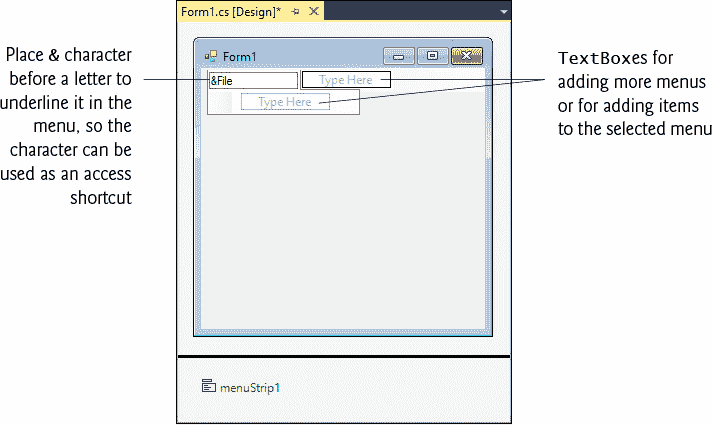 Form1.cs [Design]*
Place & character
before a letter to
underline it in the
menu, so the
character can be
used as an access
shortcut
Form1
&File
Type Here
Type Here
TextBoxes for
adding more menus
or for adding items
to the selected menu
menuStrip1